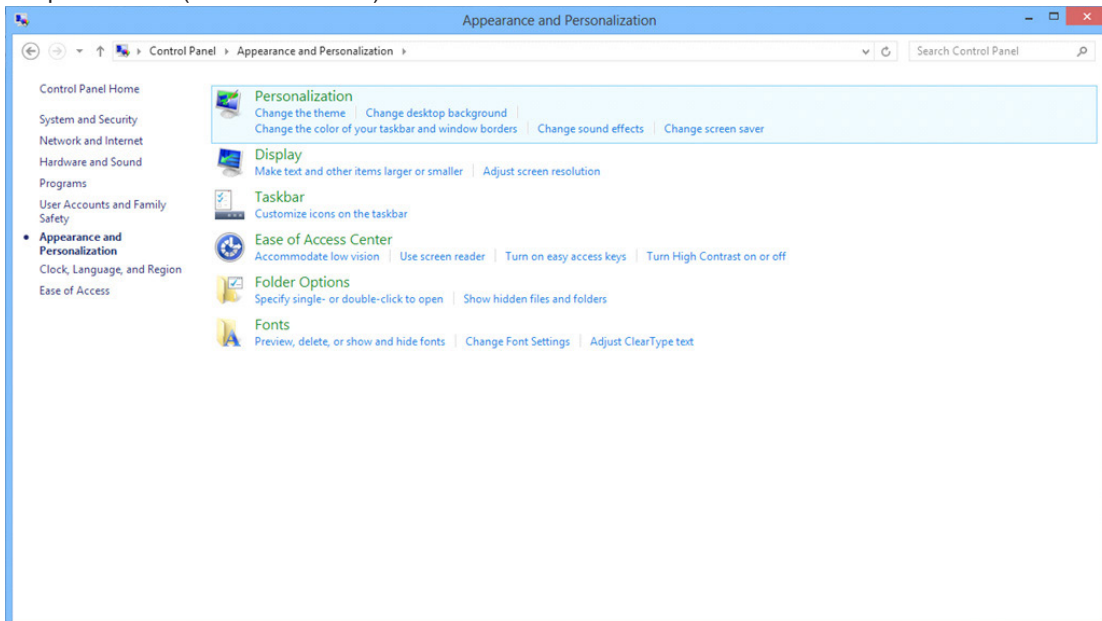 Appearance and Personalization
Control Panel Appearance and Personalization
Search Control Panel
Control Panel Home
System and Security
Network and Internet
Hardware and Sound
Programs
User Accounts and Family
Safety
Appearance and
Personalization
Clock, Language, and Region
Ease of Access
Personalization
Change the theme Change desktop background
Change the color of your taskbar and window borders Change sound effects Change screen saver
Display
Make text and other items larger or smaller Adjust screen resolution
Taskbar
Customize icons on the taskbar
Ease of Access Center
Accommodate low vision Use screen reader Turn on easy access keys Turn High Contrast on or off
Folder Options
Specify single- or double-click to open Show hidden files and folders
Fonts
Preview, delete, or show and hide fonts Change Font Settings Adjust ClearType text